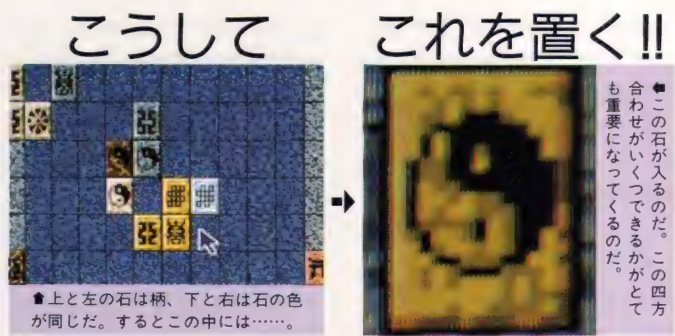 こうして
これを置く!!
⬆上と左の石は柄、下と右は石の色
が同じだ。するとこの中には……。
⬅この石が入るのだ。この四方
合わせがいくつできるかがとて
も重要になってくるのだ。